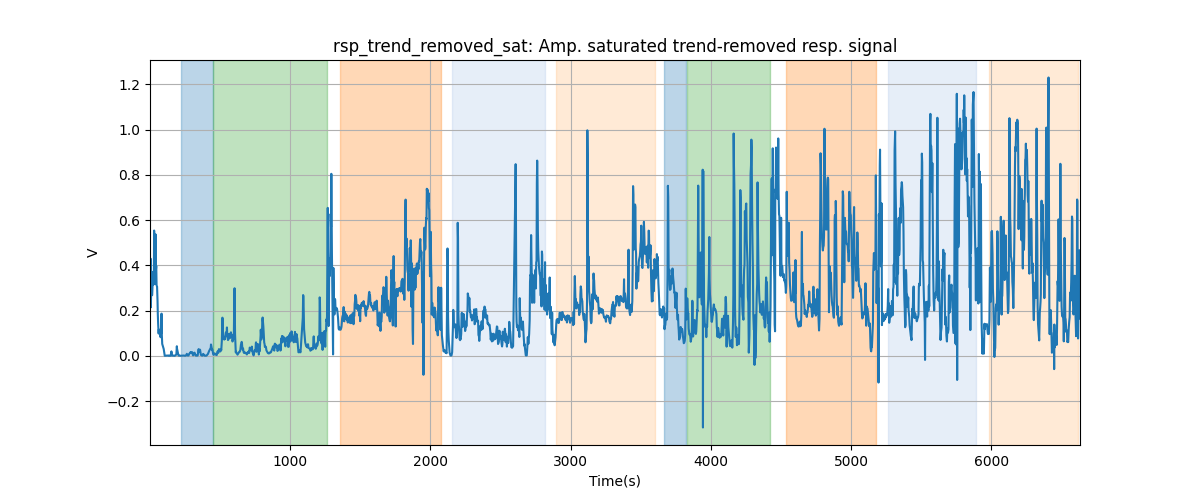 rsp_trend_removed_sat: Amp. saturated trend-removed resp. signal
1.2
1.0
0.8
0.6
0.4
0.2
0.0
−0.2
V
1000 2000 3000 4000 5000 6000
Time(s)